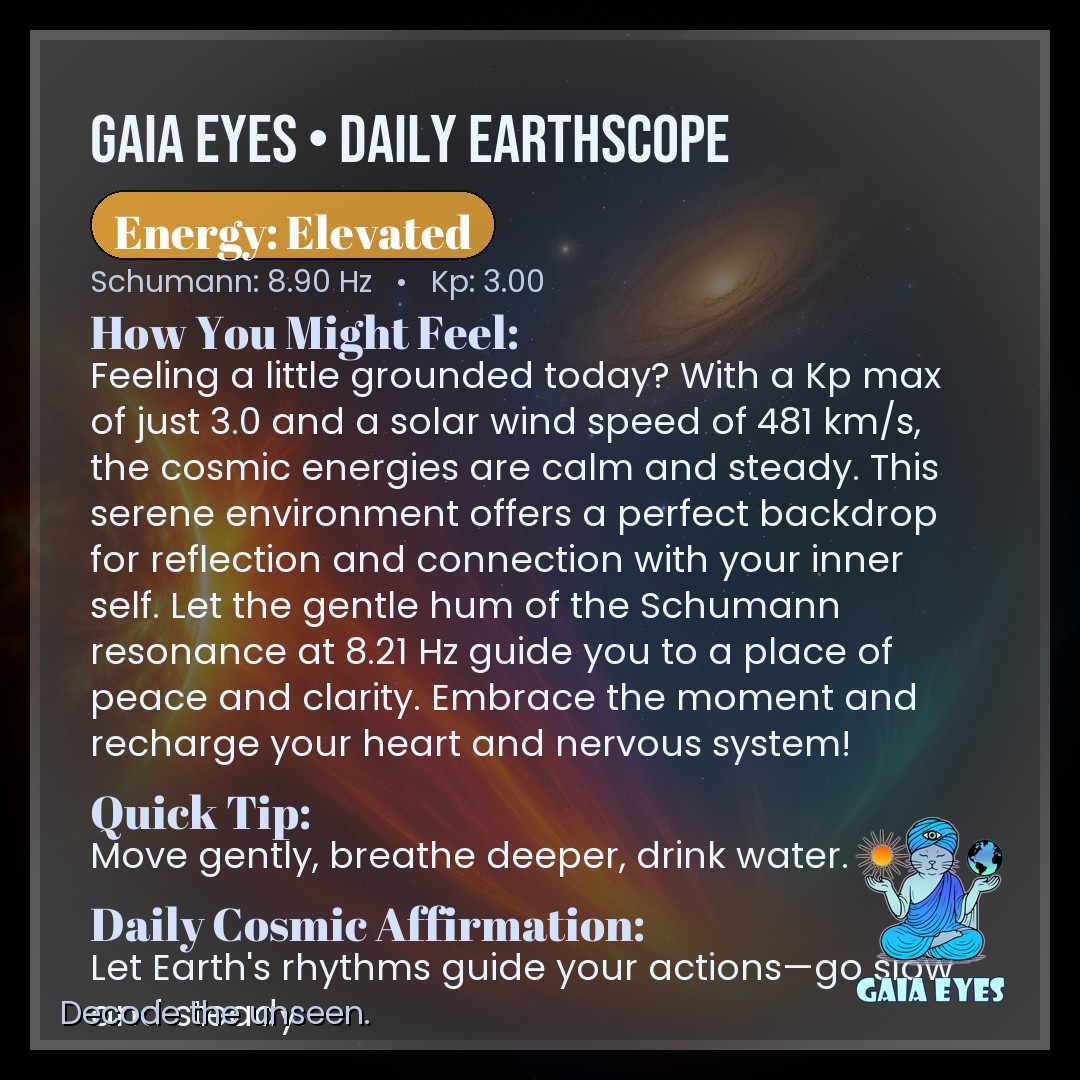 GAIA EYES • DAILY EARTHSCOPE
Energy: Elevated
Schumann: 8.90 Hz • Kp: 3.00
How You Might Feel:
Feeling a little grounded today? With a Kp max
of just 3.0 and a solar wind speed of 481 km/s,
the cosmic energies are calm and steady. This
serene environment offers a perfect backdrop
for reflection and connection with your inner
self. Let the gentle hum of the Schumann
resonance at 8.21 Hz guide you to a place of
peace and clarity. Embrace the moment and
recharge your heart and nervous system!
Quick Tip:
Move gently, breathe deeper, drink water.
Daily Cosmic Affirmation:
Let Earth's rhythms guide your actions—go slow
GAIA EYES
Decode the unseen.